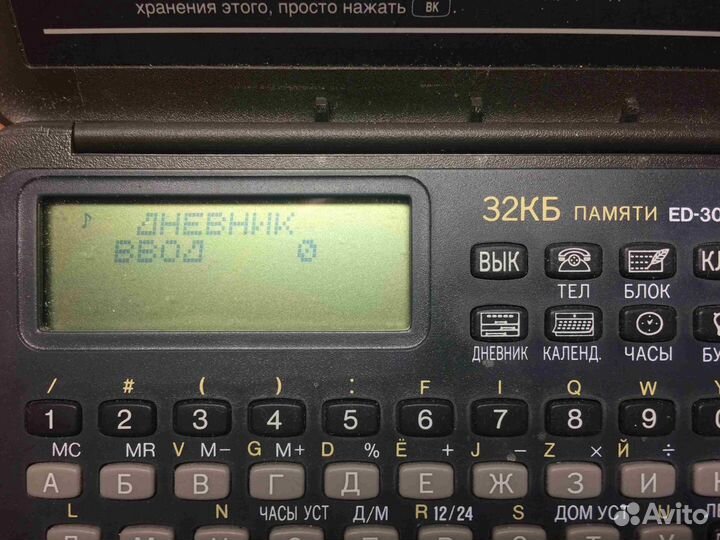 хранения этого, просто нажать ВК.
♪ ДНЕВНИК
ВВОД 0
32КБ ПАМЯТИ
ВЫК
ТЕЛ БЛОК
ДНЕВНИК КАЛЕНД. ЧАСЫ
/ # ( ) : F I Q W
1 2 3 4 5 6 7 8 9
MC MR V M− G M+ D % Ё + J − Z × Й ÷
А Б В Г Д Е Ж З И
L N ЧАСЫ УСТ Д/М R 12/24 S ДОМ УСТ
Avito